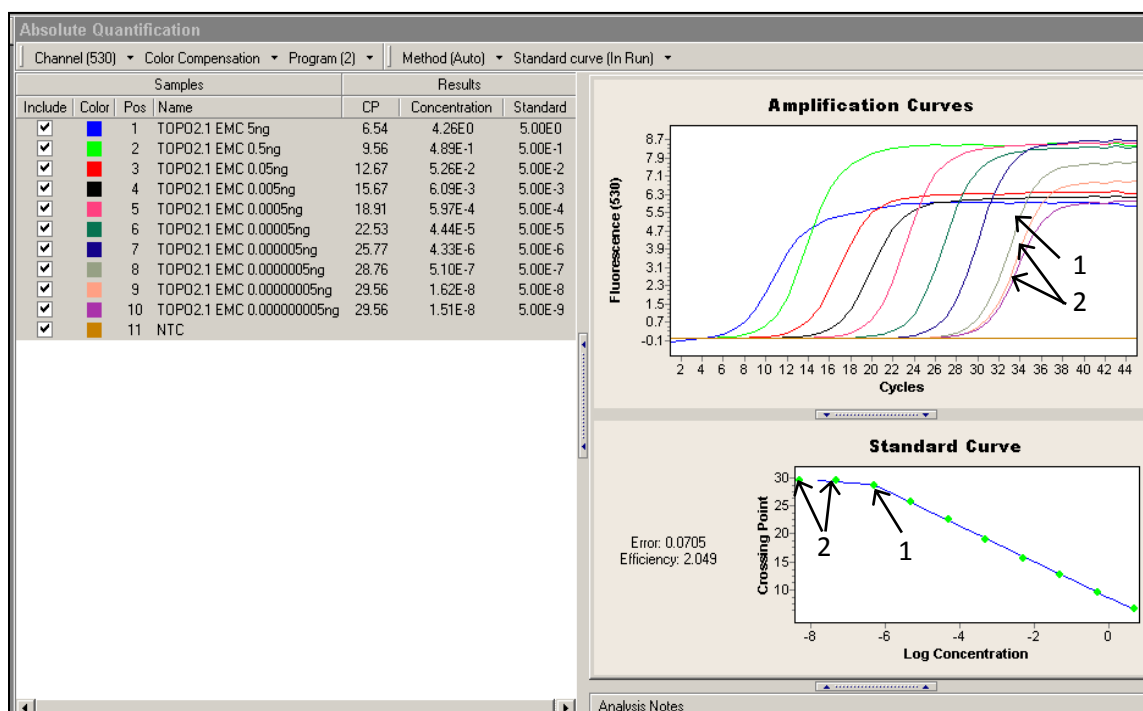 Absolute Quantification
Channel (530) Color Compensation Program (2) Method (Auto) Standard curve (In Run)
Samples Results
Include Color Pos Name CP Concentration Standard
1 TOPO2.1 EMC 5ng 6.54 4.26E0 5.00E0
2 TOPO2.1 EMC 0.5ng 9.56 4.89E-1 5.00E-1
3 TOPO2.1 EMC 0.05ng 12.67 5.26E-2 5.00E-2
4 TOPO2.1 EMC 0.005ng 15.67 6.09E-3 5.00E-3
5 TOPO2.1 EMC 0.0005ng 18.91 5.97E-4 5.00E-4
6 TOPO2.1 EMC 0.00005ng 22.53 4.44E-5 5.00E-5
7 TOPO2.1 EMC 0.000005ng 25.77 4.33E-6 5.00E-6
8 TOPO2.1 EMC 0.0000005ng 28.76 5.10E-7 5.00E-7
9 TOPO2.1 EMC 0.00000005ng 29.56 1.62E-8 5.00E-8
10 TOPO2.1 EMC 0.000000005ng 29.56 1.51E-8 5.00E-9
11 NTC
Amplification Curves
Fluorescence (530)
8.7
7.9
7.1
6.3
5.5
4.7
3.9
3.1
2.3
1.5
0.7
-0.1
1
2
2 4 6 8 10 12 14 16 18 20 22 24 26 28 30 32 34 36 38 40 42 44
Cycles
Standard Curve
Error: 0.0705
Efficiency: 2.049
Crossing Point
30
25
20
15
10
2
1
-8 -6 -4 -2 0
Log Concentration
Analysis Notes